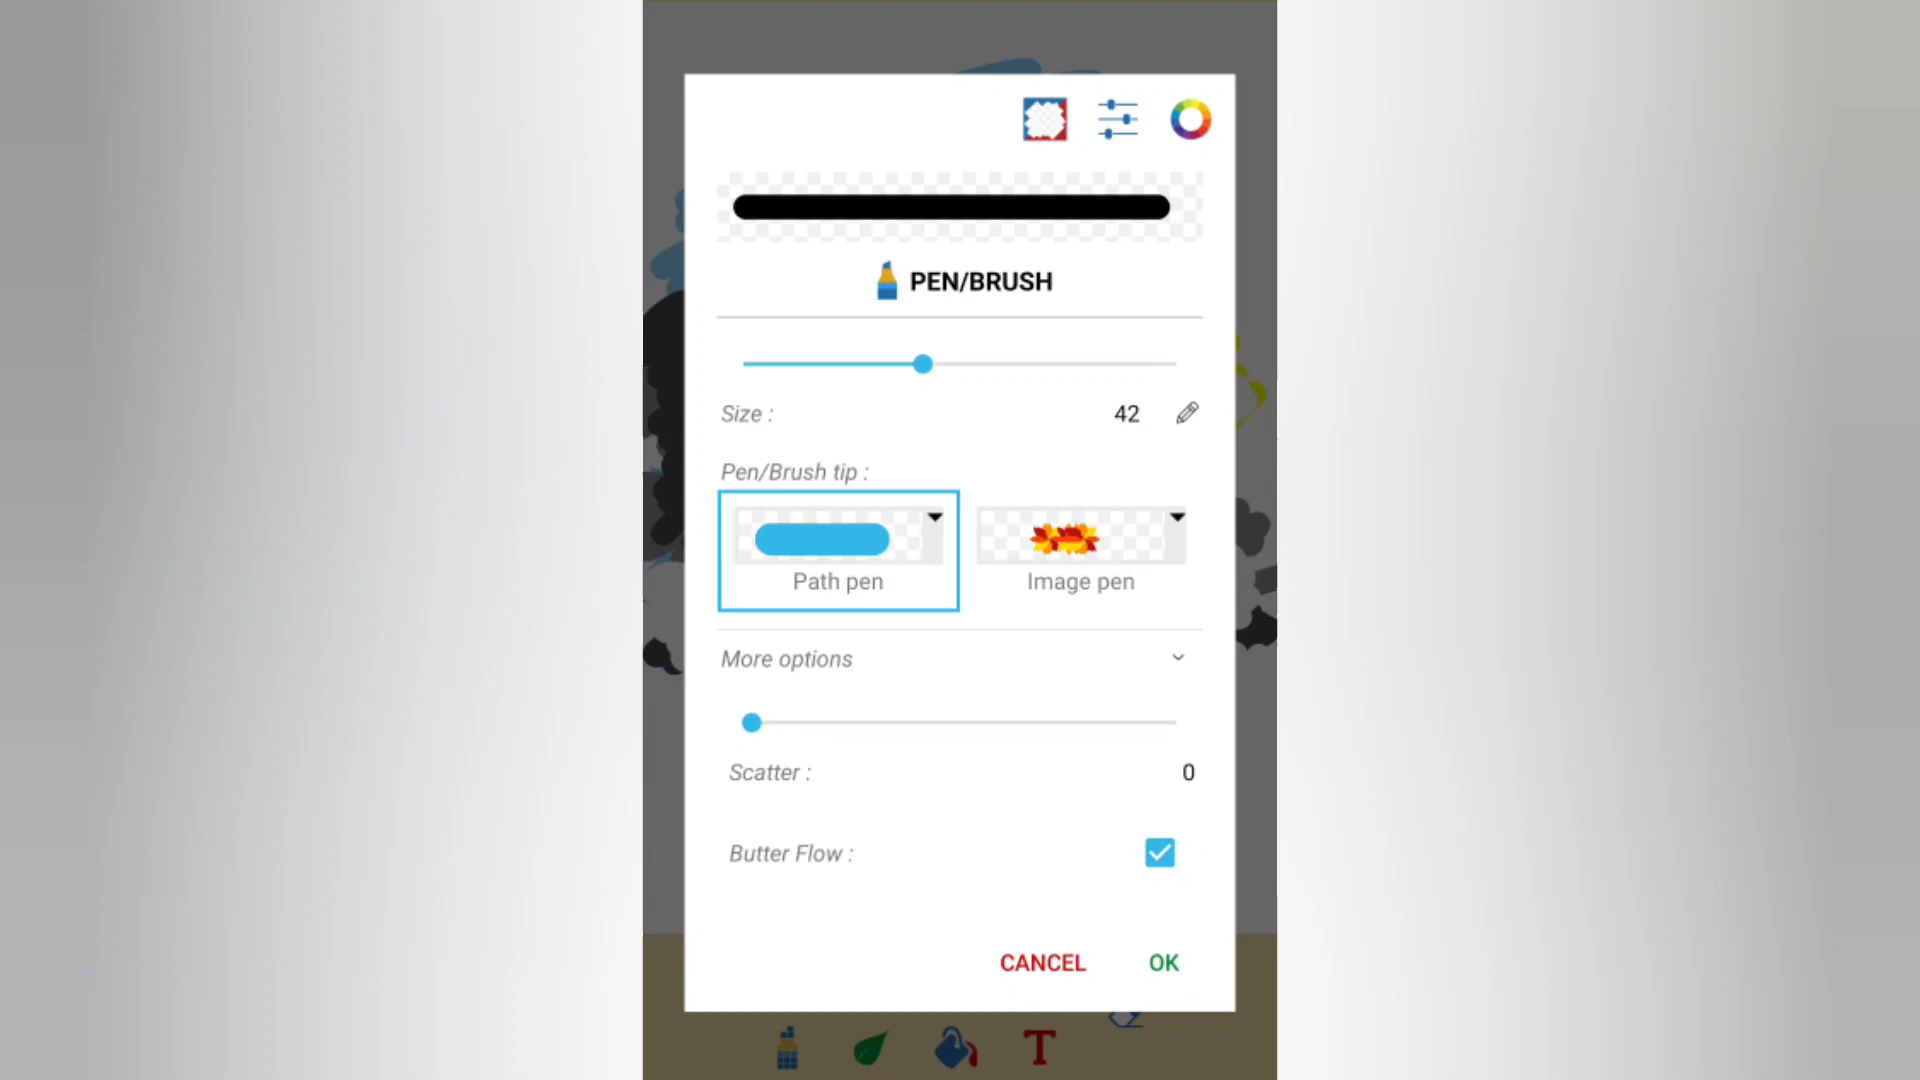 PEN/BRUSH
Size : 42
Pen/Brush tip :
Path pen Image pen
More options
Scatter : 0
Butter Flow :
CANCEL OK
T